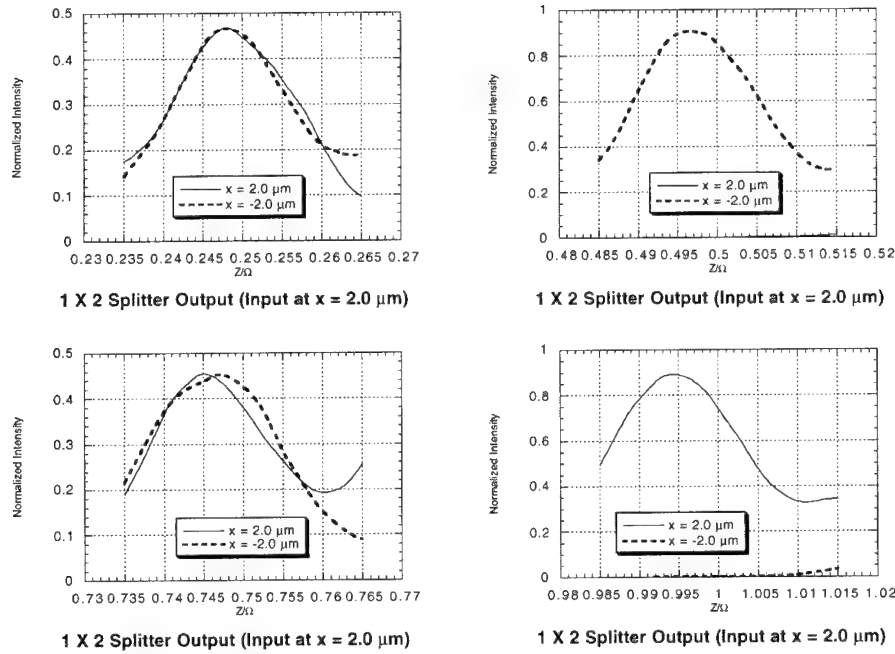 0.5
0.4
0.3
0.2
0.1
0
Normalized Intensity
x = 2.0 µm
x = -2.0 µm
0.23 0.235 0.24 0.245 0.25 0.255 0.26 0.265 0.27
Z/Ω
1 X 2 Splitter Output (Input at x = 2.0 µm)
1
0.8
0.6
0.4
0.2
0
Normalized Intensity
x = 2.0 µm
x = -2.0 µm
0.48 0.485 0.49 0.495 0.5 0.505 0.51 0.515 0.52
Z/Ω
1 X 2 Splitter Output (Input at x = 2.0 µm)
0.5
0.4
0.3
0.2
0.1
0
Normalized Intensity
x = 2.0 µm
x = -2.0 µm
0.73 0.735 0.74 0.745 0.75 0.755 0.76 0.765 0.77
Z/Ω
1 X 2 Splitter Output (Input at x = 2.0 µm)
1
0.8
0.6
0.4
0.2
0
Normalized Intensity
x = 2.0 µm
x = -2.0 µm
0.98 0.985 0.99 0.995 1 1.005 1.01 1.015 1.02
Z/Ω
1 X 2 Splitter Output (Input at x = 2.0 µm)